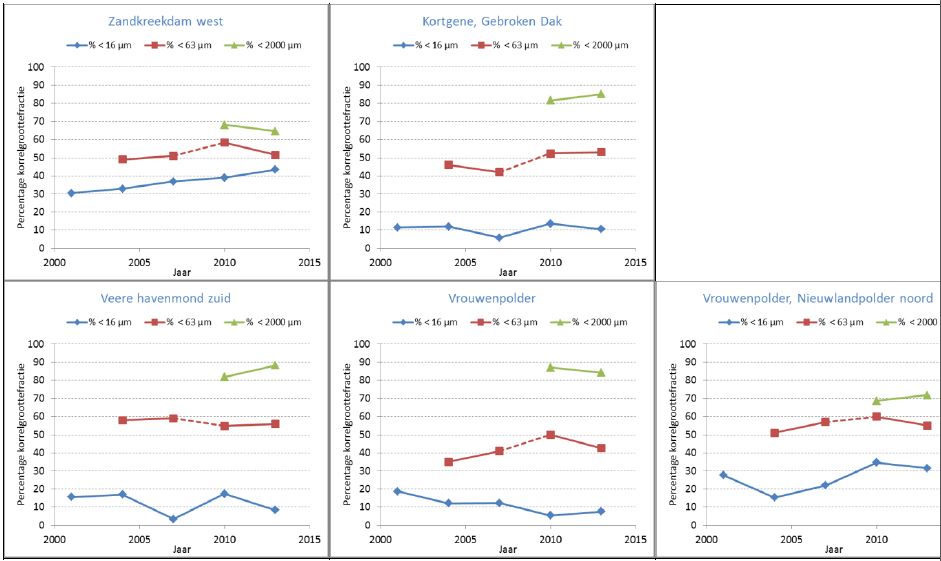 Zandkreekdam west
% < 16 µm % < 63 µm % < 2000 µm
Percentage korrelgroottefractie
100
90
80
70
60
50
40
30
20
10
0
2000 2005 2010 2015
Jaar
Kortgene, Gebroken Dak
% < 16 µm % < 63 µm % < 2000 µm
Percentage korrelgroottefractie
100
90
80
70
60
50
40
30
20
10
0
2000 2005 2010 2015
Jaar
Veere havenmond zuid
% < 16 µm % < 63 µm % < 2000 µm
Percentage korrelgroottefractie
100
90
80
70
60
50
40
30
20
10
0
2000 2005 2010 2015
Jaar
Vrouwenpolder
% < 16 µm % < 63 µm % < 2000 µm
Percentage korrelgroottefractie
100
90
80
70
60
50
40
30
20
10
0
2000 2005 2010 2015
Jaar
Vrouwenpolder, Nieuwlandpolder noord
% < 16 µm % < 63 µm % < 2000
Percentage korrelgroottefractie
100
90
80
70
60
50
40
30
20
10
0
2000 2005 2010
Jaar